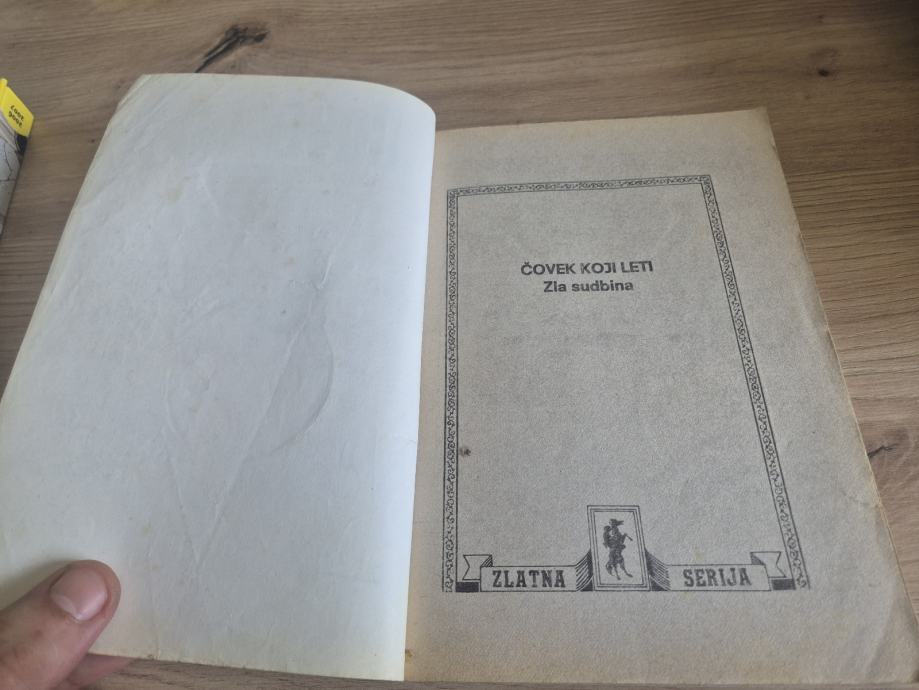 ČOVEK KOJI LETI
Zla sudbina
ZLATNA SERIJA